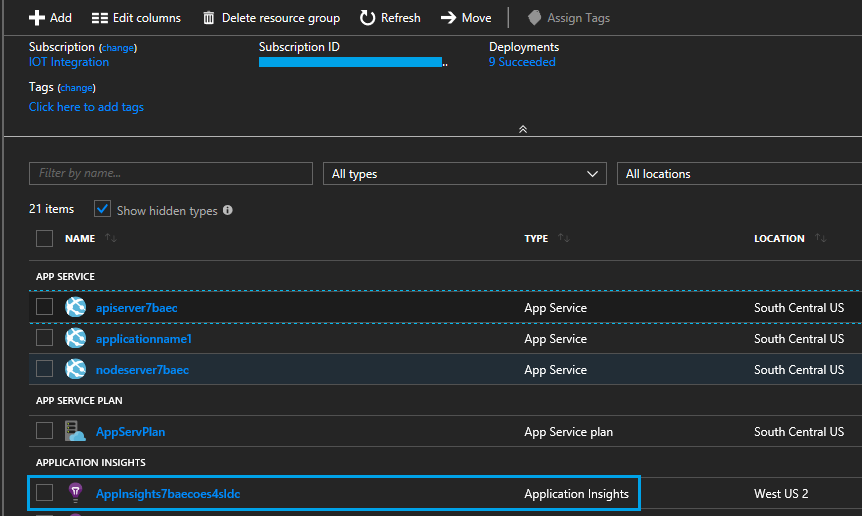 Add Edit columns Delete resource group Refresh Move Assign Tags
Subscription (change) Subscription ID Deployments
IOT Integration .. 9 Succeeded
Tags (change)
Click here to add tags
Filter by name... All types All locations
21 items Show hidden types
NAME TYPE LOCATION
APP SERVICE
apiserver7baec App Service South Central US
applicationname1 App Service South Central US
nodeserver7baec App Service South Central US
APP SERVICE PLAN
AppServPlan App Service plan South Central US
APPLICATION INSIGHTS
AppInsights7baecoes4sldc Application Insights West US 2